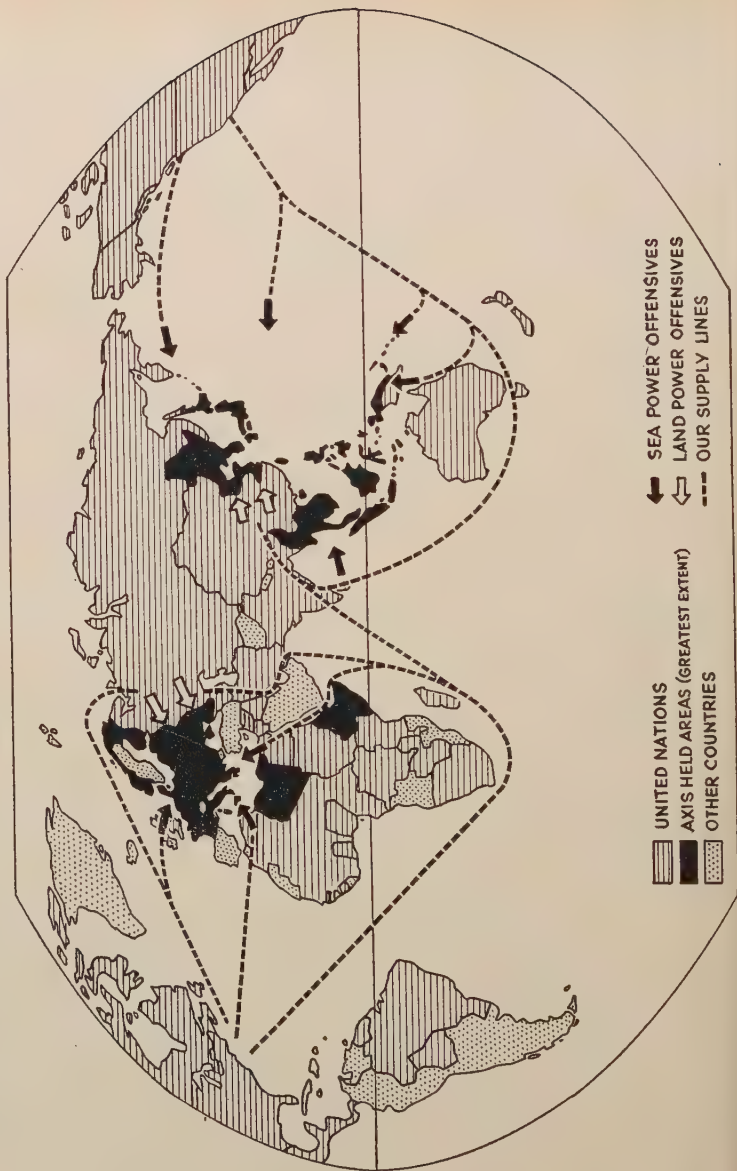 UNITED NATIONS
AXIS HELD AREAS (GREATEST EXTENT)
OTHER COUNTRIES
SEA POWER OFFENSIVES
LAND POWER OFFENSIVES
OUR SUPPLY LINES